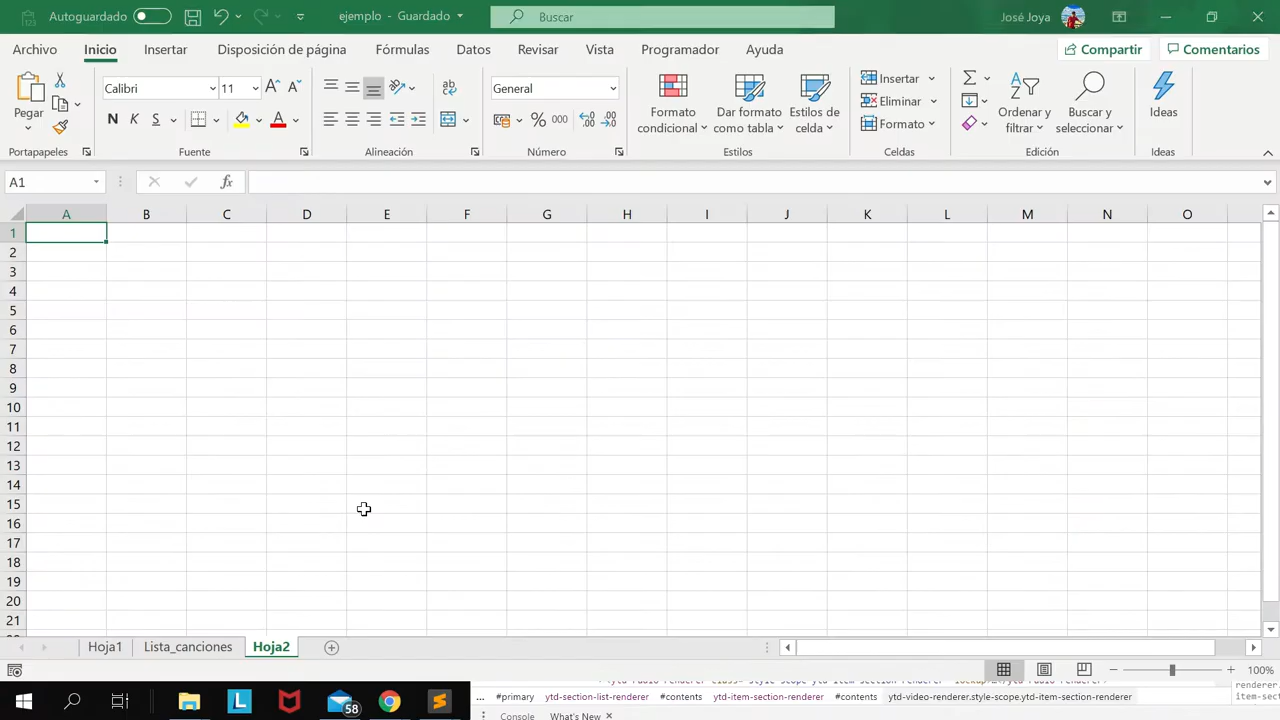 Autoguardado
ejemplo - Guardado
Buscar
José Joya
Archivo Inicio Insertar Disposición de página Fórmulas Datos Revisar Vista Programador Ayuda Compartir Comentarios
Pegar
Portapapeles
Calibri 11
N K S
Fuente
Alineación
General
% 000
Número
Formato condicional
Dar formato como tabla
Estilos de celda
Estilos
Insertar
Eliminar
Formato
Celdas
Ordenar y filtrar
Buscar y seleccionar
Edición
Ideas
Ideas
A1 fx
A B C D E F G H I J K L M N O
1
2
3
4
5
6
7
8
9
10
11
12
13
14
15
16
17
18
19
20
21
Hoja1 Lista_canciones Hoja2
100%
58
... #primary ytd-section-list-renderer #contents ytd-item-section-renderer #contents ytd-video-renderer.style-scope.ytd-item-section-renderer
Console What's New ×